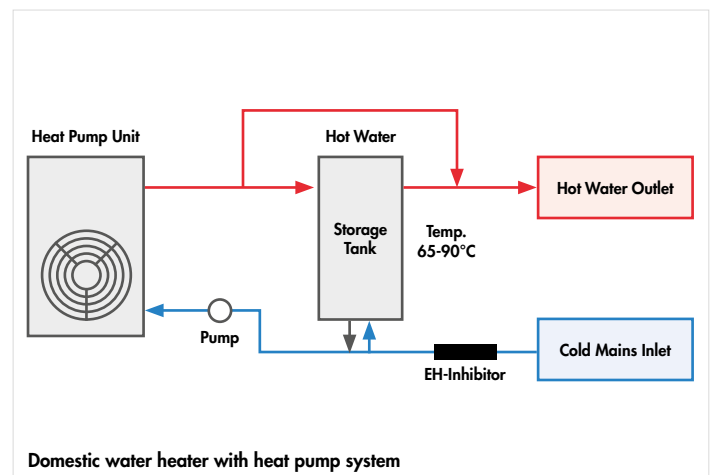 Heat Pump Unit
Hot Water
Hot Water Outlet
Storage
Tank
Temp.
65-90°C
Pump
Cold Mains Inlet
EH-Inhibitor
Domestic water heater with heat pump system